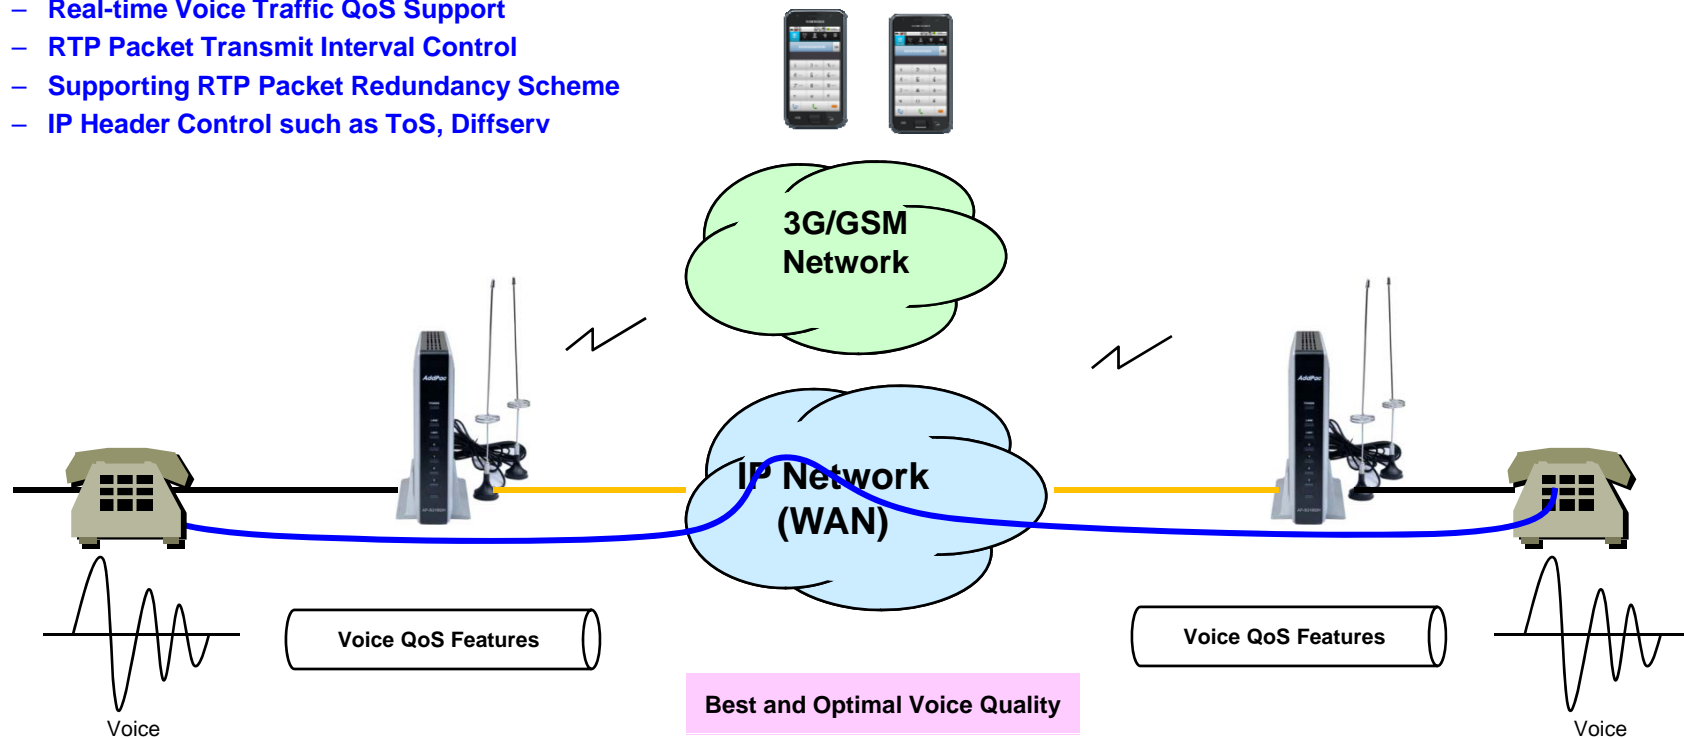 – Real-time Voice Traffic QoS Support
– RTP Packet Transmit Interval Control
– Supporting RTP Packet Redundancy Scheme
– IP Header Control such as ToS, Diffserv
3G/GSM
Network
AddPac
AddPac
IP Network
(WAN)
Voice QoS Features
Voice QoS Features
Best and Optimal Voice Quality
Voice
Voice